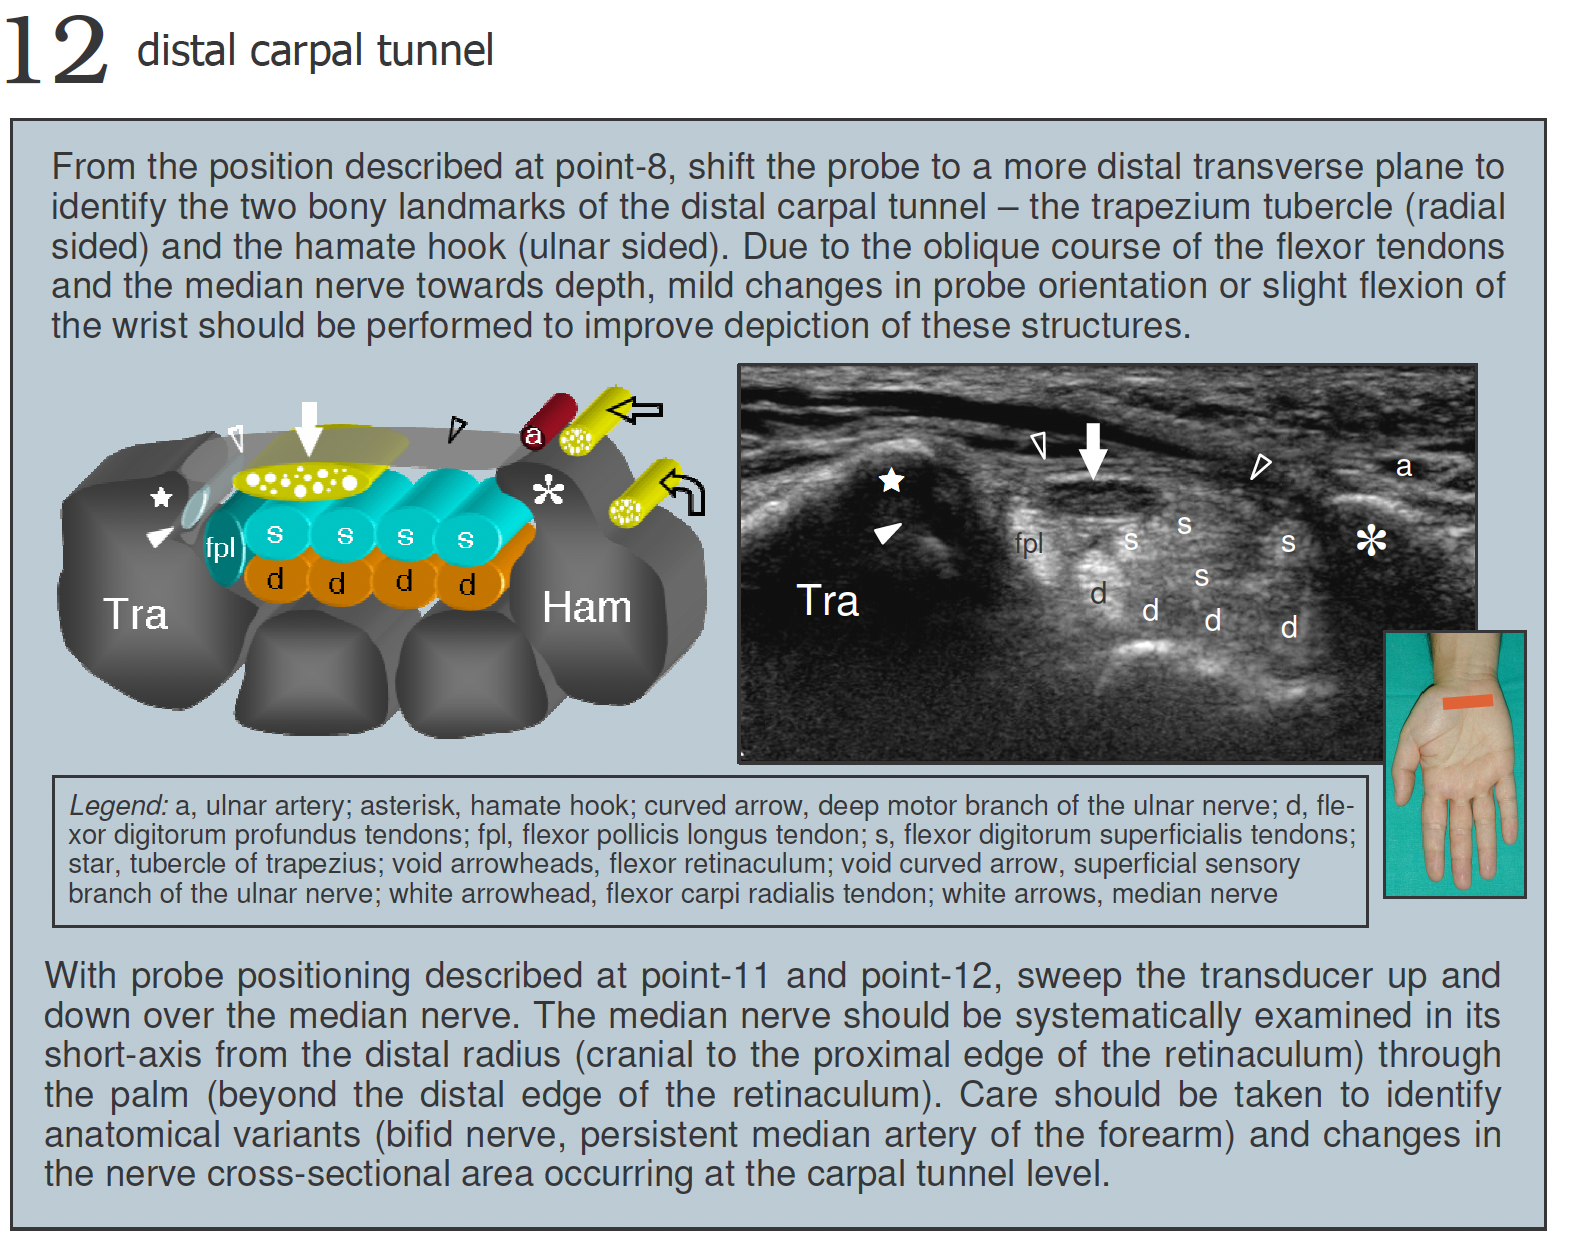 12 distal carpal tunnel
From the position described at point-8, shift the probe to a more distal transverse plane to
identify the two bony landmarks of the distal carpal tunnel – the trapezium tubercle (radial
sided) and the hamate hook (ulnar sided). Due to the oblique course of the flexor tendons
and the median nerve towards depth, mild changes in probe orientation or slight flexion of
the wrist should be performed to improve depiction of these structures.
a
fpl s s s s
d d d d
Tra Ham
a
fpl s s s
s
d d d d
Tra
Legend: a, ulnar artery; asterisk, hamate hook; curved arrow, deep motor branch of the ulnar nerve; d, fle-
xor digitorum profundus tendons; fpl, flexor pollicis longus tendon; s, flexor digitorum superficialis tendons;
star, tubercle of trapezius; void arrowheads, flexor retinaculum; void curved arrow, superficial sensory
branch of the ulnar nerve; white arrowhead, flexor carpi radialis tendon; white arrows, median nerve
With probe positioning described at point-11 and point-12, sweep the transducer up and
down over the median nerve. The median nerve should be systematically examined in its
short-axis from the distal radius (cranial to the proximal edge of the retinaculum) through
the palm (beyond the distal edge of the retinaculum). Care should be taken to identify
anatomical variants (bifid nerve, persistent median artery of the forearm) and changes in
the nerve cross-sectional area occurring at the carpal tunnel level.